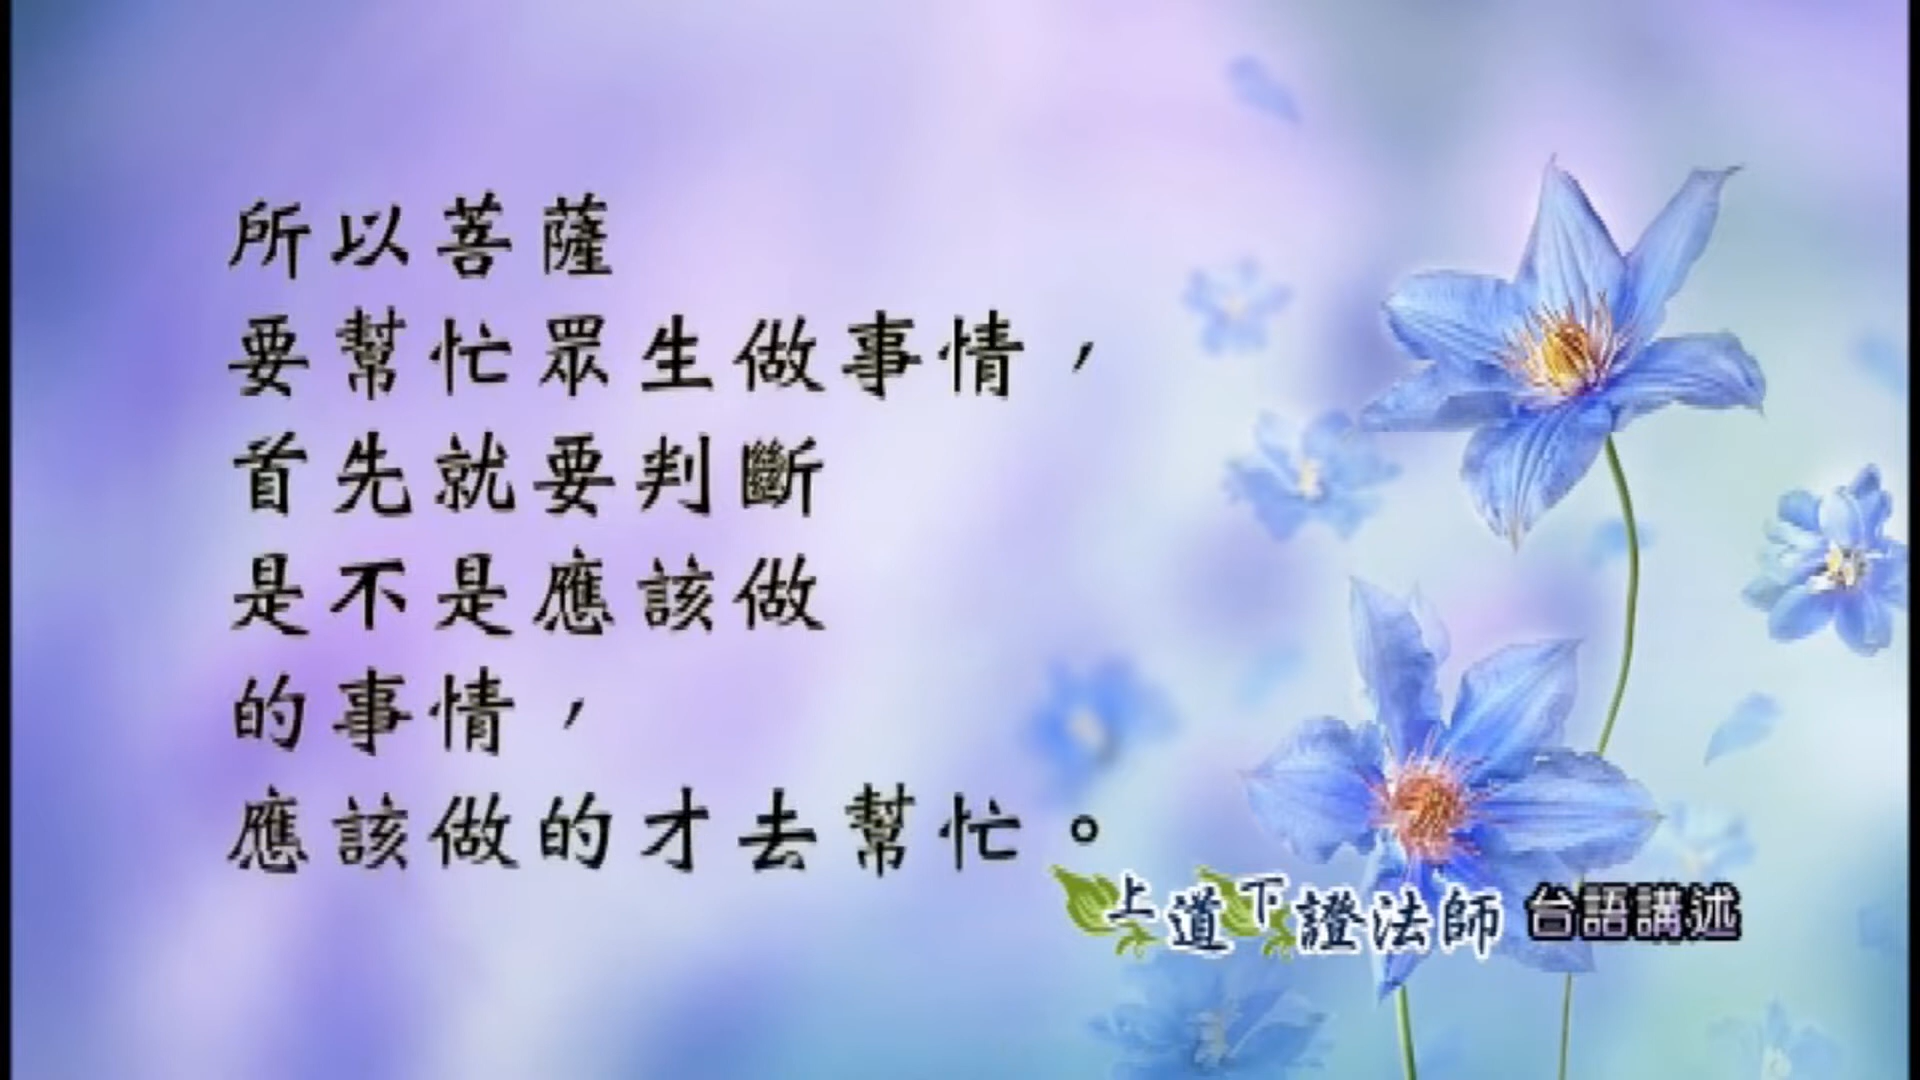 所以菩薩
要幫忙眾生做事情，
首先就要判斷
是不是應該做
的事情，
應該做的才去幫忙。
上道下證法師 台語講述